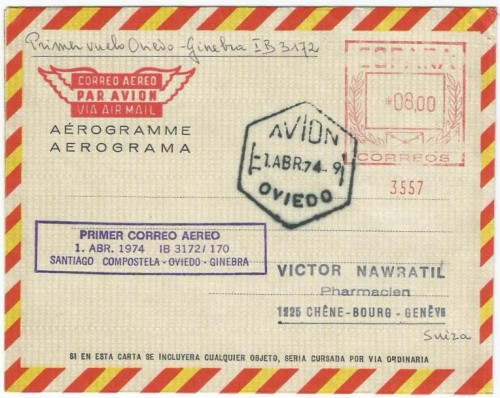 Primer vuelo Oviedo - Ginebra IB 3172
ESPAÑA
*08,00
CORREOS
3557
CORREO AEREO
PAR AVION
VIA AIR MAIL
AÉROGRAMME
AEROGRAMA
AVION
-1.ABR.74.-9
OVIEDO
PRIMER CORREO AEREO
1. ABR. 1974 IB 3172/170
SANTIAGO COMPOSTELA - OVIEDO - GINEBRA
VICTOR NAWRATIL
Pharmacien
1225 CHÊNE-BOURG - GENÈVE
Suiza
SI EN ESTA CARTA SE INCLUYERA CUALQUIER OBJETO, SERIA CURSADA POR VIA ORDINARIA